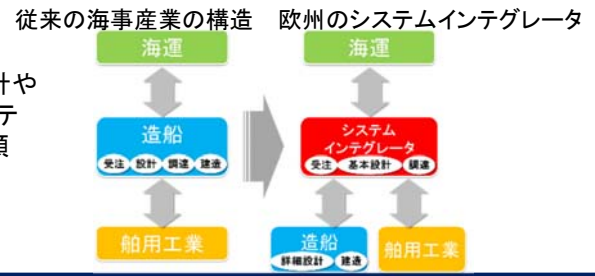 従来の海事産業の構造 欧州のシステムインテグレータ
計や
テ
頭
海運
造船
受注 設計 調達 建造
舶用工業
海運
システム
インテグレータ
受注 基本設計 調達
造船
詳細設計 建造
舶用工業